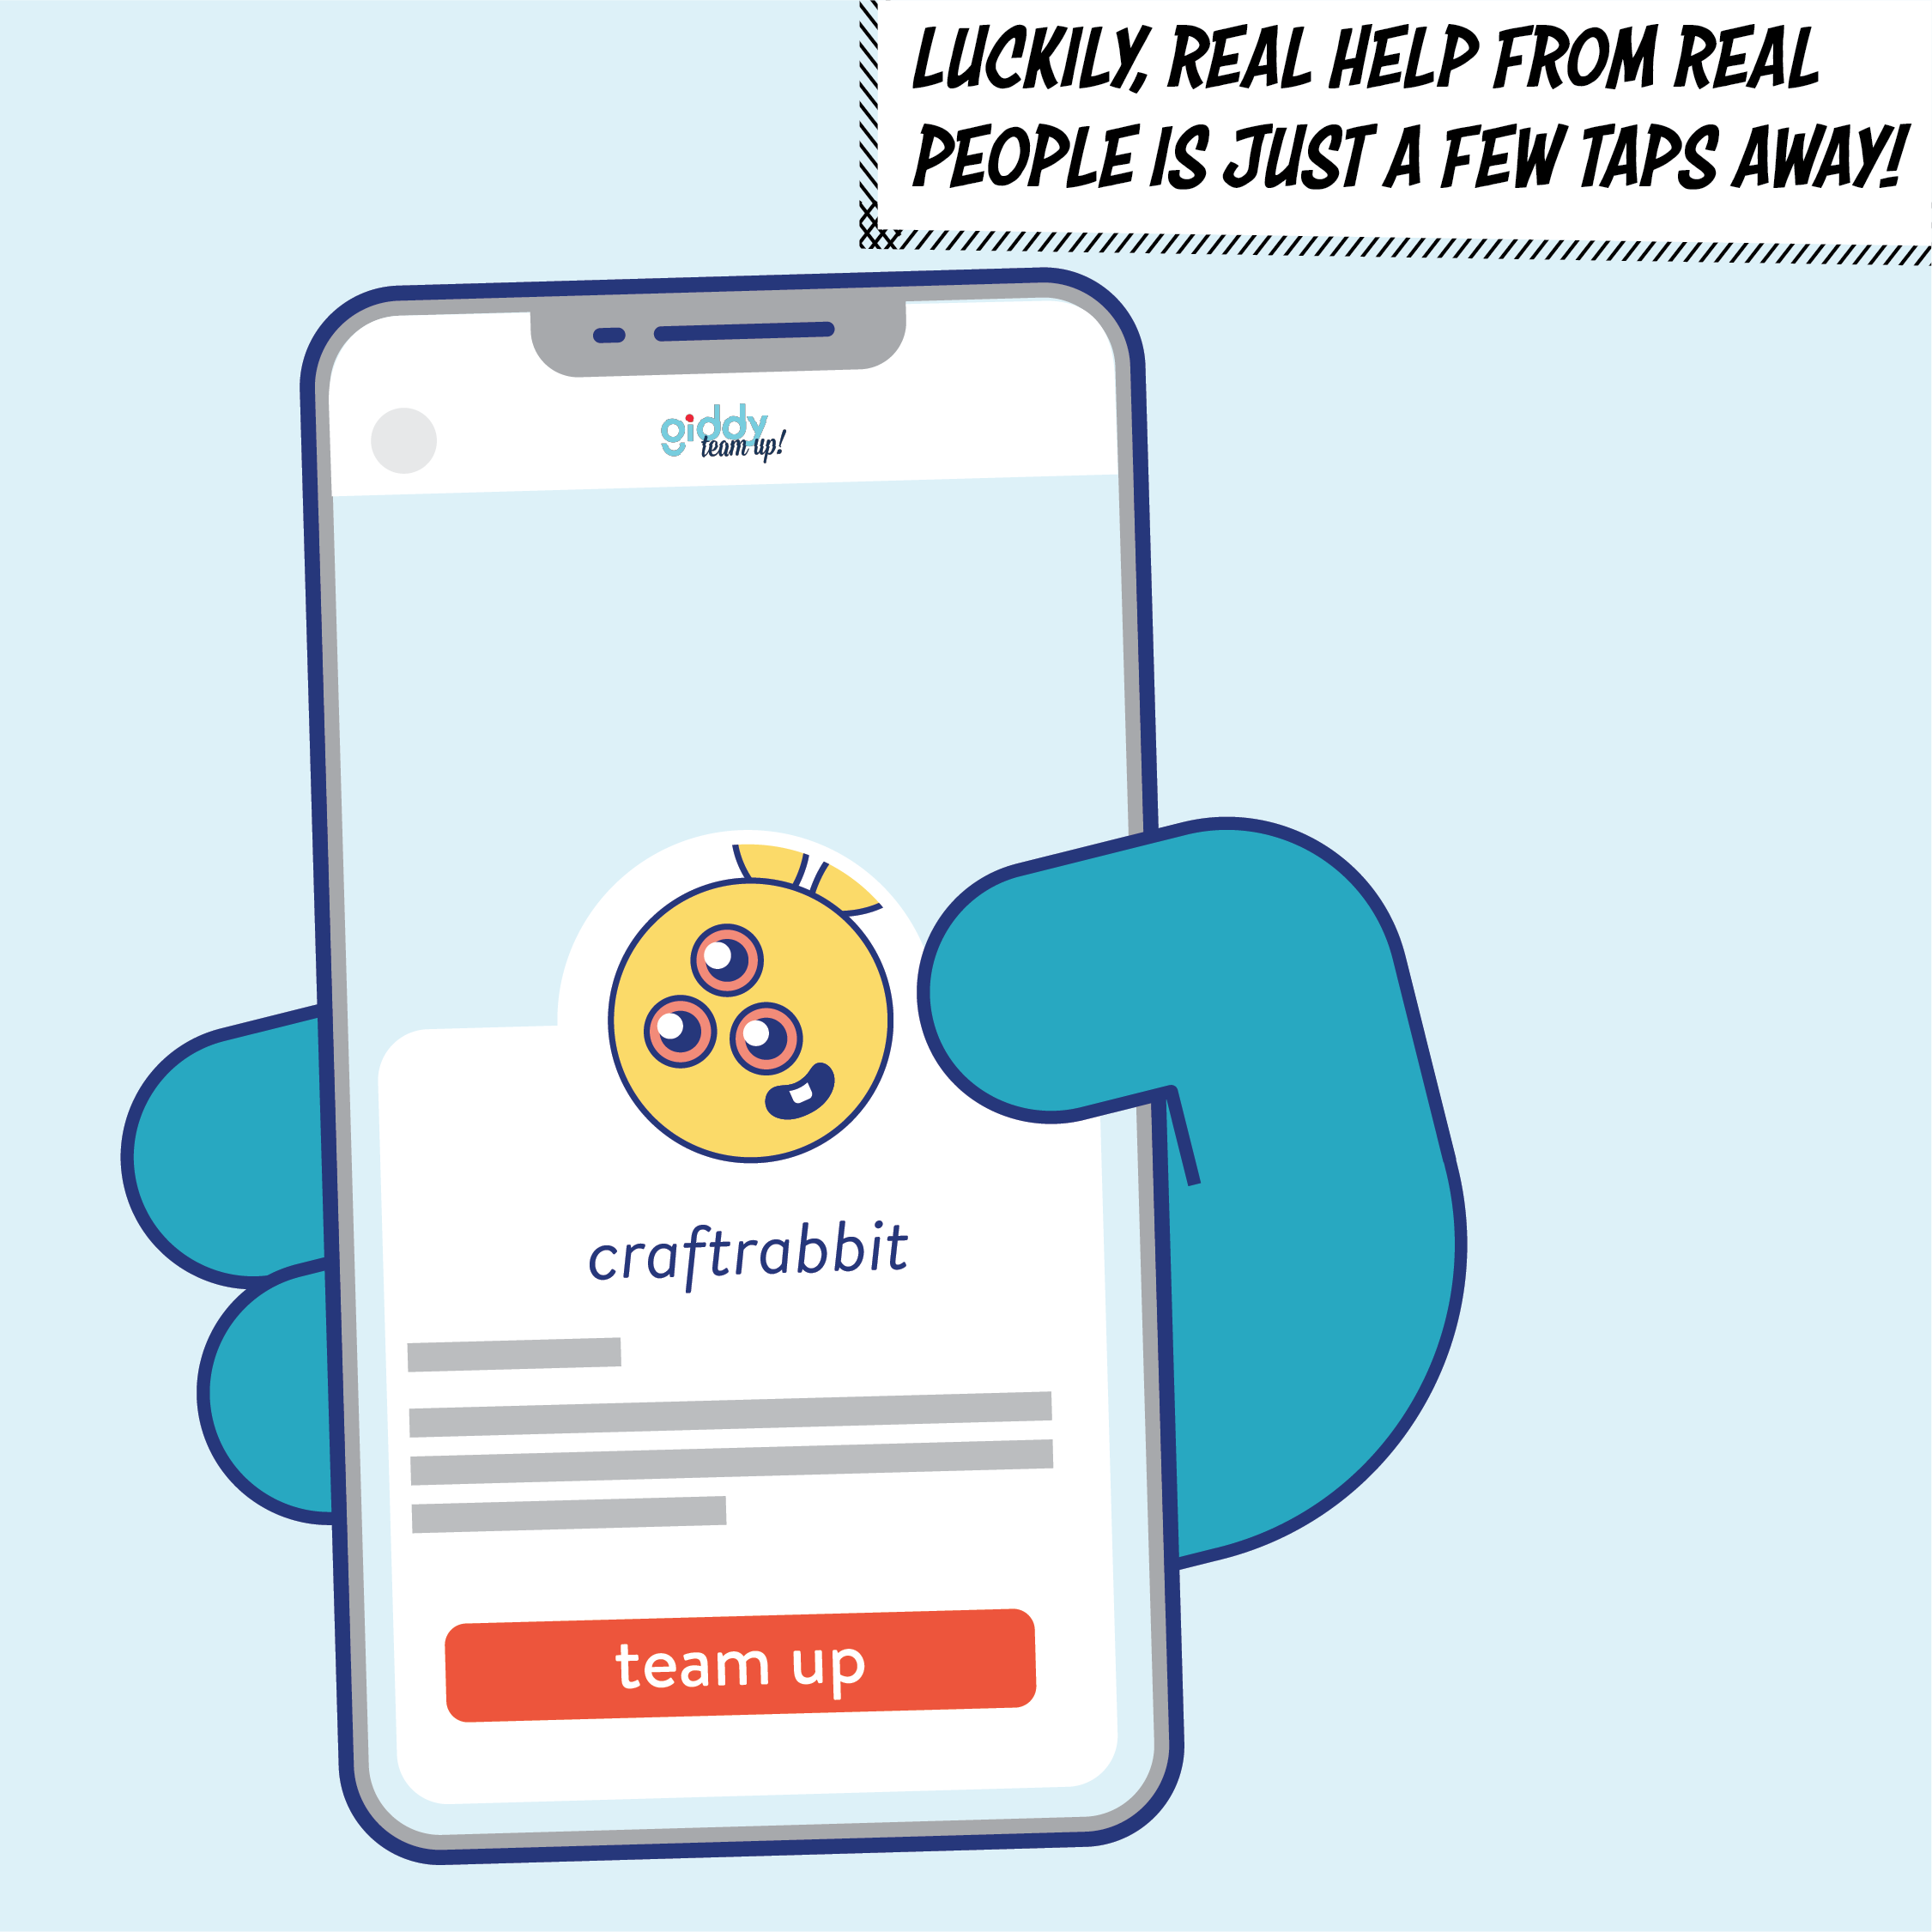 LUCKILY, REAL HELP FROM REAL
PEOPLE IS JUST A FEW TAPS AWAY!
giddy
team up!
craftrabbit
team up